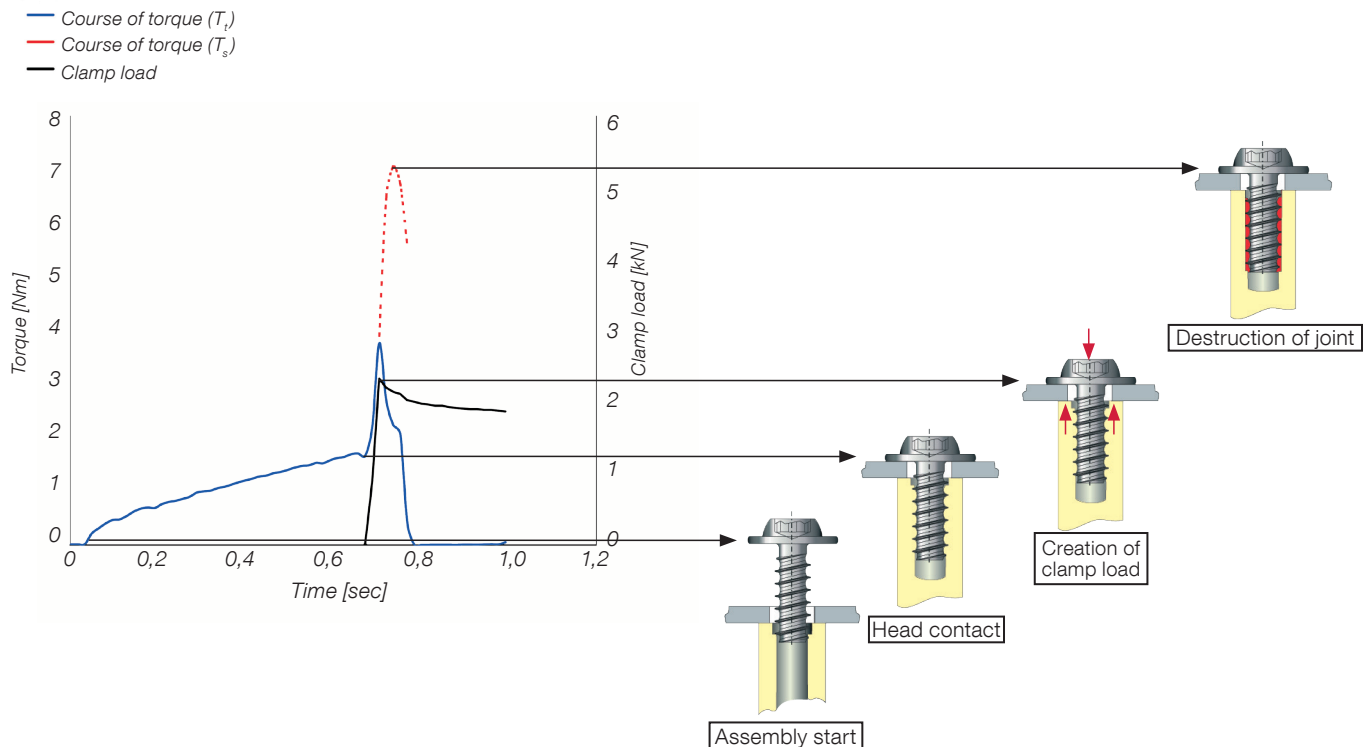 Course of torque (Tt)
Course of torque (Ts)
Clamp load
8
7
6
5
4
3
2
1
0
Torque [Nm]
6
5
4
3
2
1
0
Clamp load [kN]
0 0,2 0,4 0,6 0,8 1,0 1,2
Time [sec]
Destruction of joint
Creation of
clamp load
Head contact
Assembly start